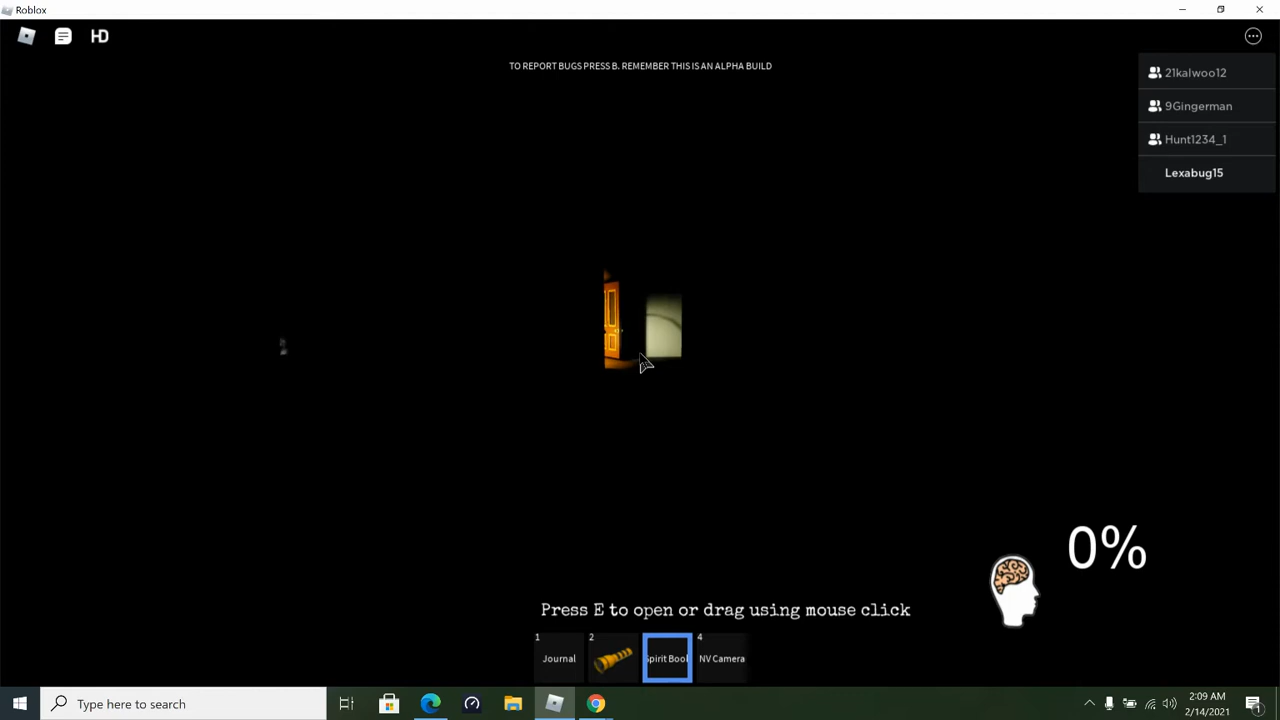 Roblox
HD
TO REPORT BUGS PRESS B. REMEMBER THIS IS AN ALPHA BUILD
21kalwoo12
9Gingerman
Hunt1234_1
Lexabug15
0%
Press E to open or drag using mouse click
1
Journal
2
Spirit Book
4
NV Camera
Type here to search
2:09 AM
2/14/2021
1